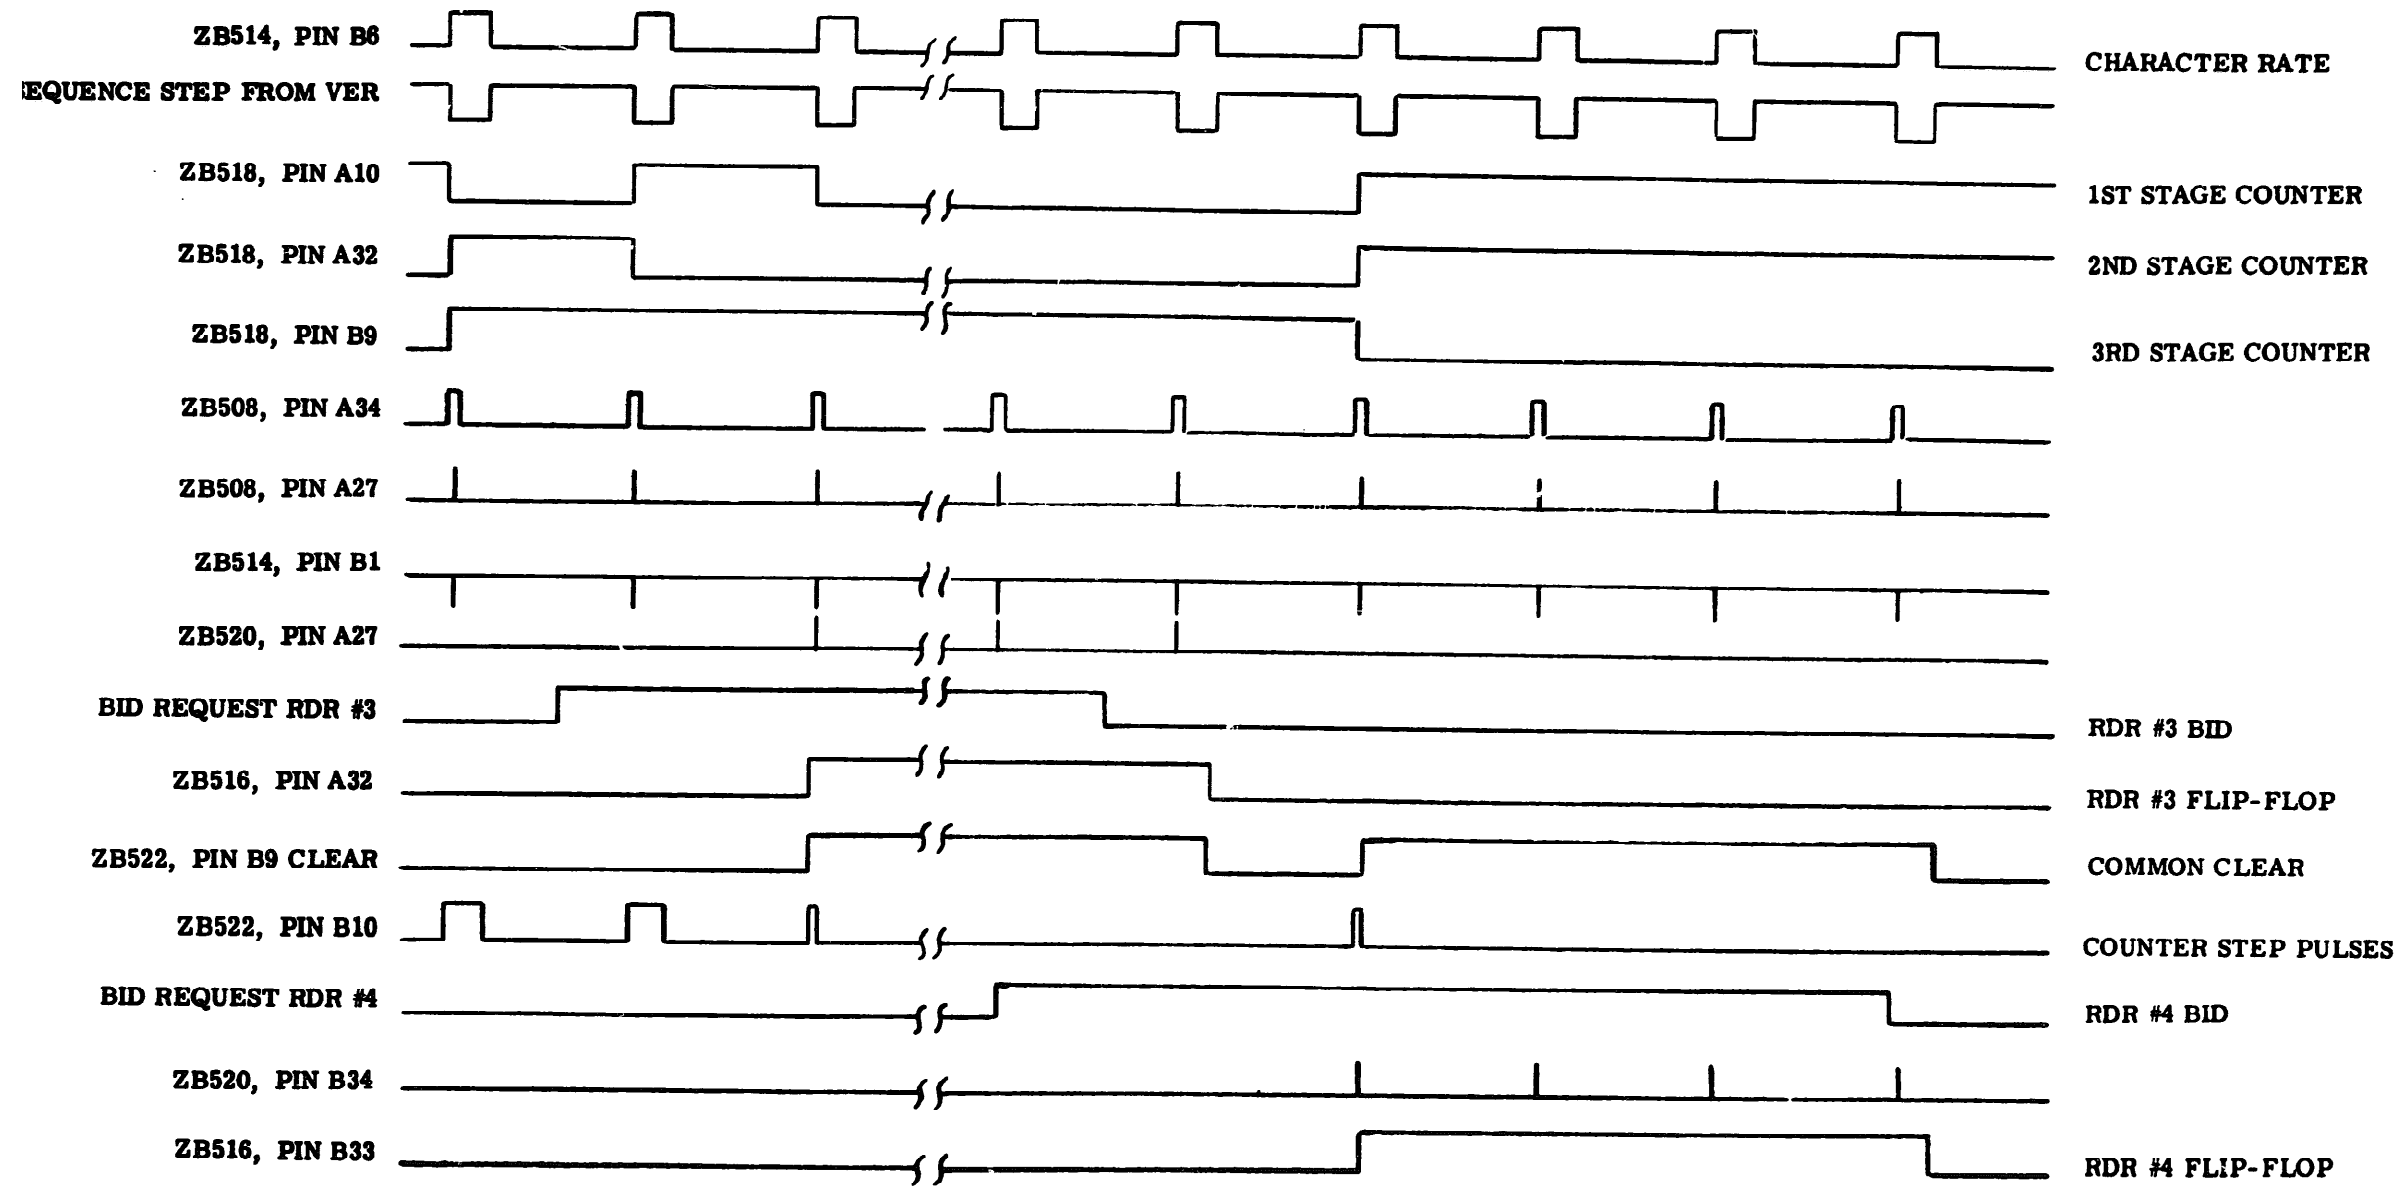 ZB514, PIN B6
CHARACTER RATE
EQUENCE STEP FROM VER
ZB518, PIN A10
1ST STAGE COUNTER
ZB518, PIN A32
2ND STAGE COUNTER
ZB518, PIN B9
3RD STAGE COUNTER
ZB508, PIN A34
ZB508, PIN A27
ZB514, PIN B1
ZB520, PIN A27
BID REQUEST RDR #3
RDR #3 BID
ZB516, PIN A32
RDR #3 FLIP-FLOP
ZB522, PIN B9 CLEAR
COMMON CLEAR
ZB522, PIN B10
COUNTER STEP PULSES
BID REQUEST RDR #4
RDR #4 BID
ZB520, PIN B34
ZB516, PIN B33
RDR #4 FLIP-FLOP